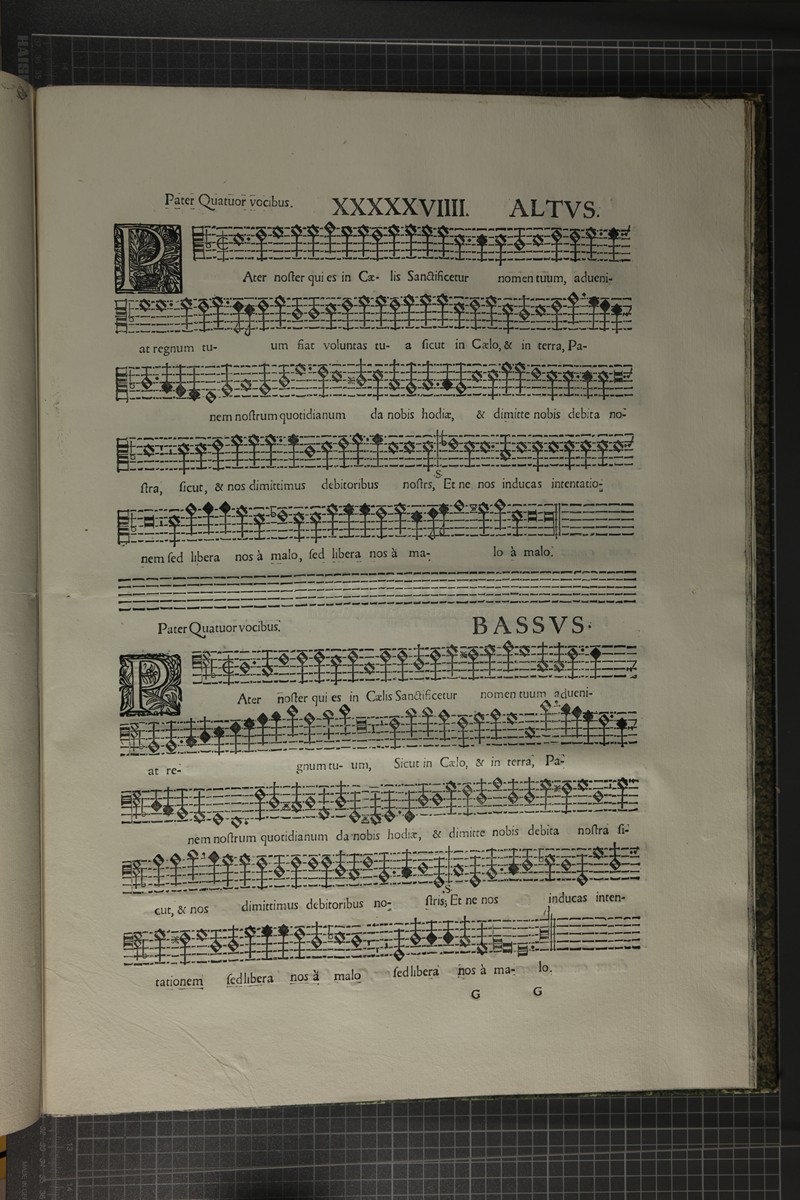 Pater Quatuor vocibus. XXXXXVIIII. ALTVS.
P Ater noſter qui es in Cæ- lis Sanctificetur nomen tuum, adueni-
at regnum tu- um fiat voluntas tu- a ſicut in Cælo, & in terra, Pa-
nem noſtrum quotidianum da nobis hodiæ, & dimitte nobis debita no-
ſtra, ſicut, & nos dimittimus debitoribus noſtrs, .S. Et ne nos inducas intentatio-
nem ſed libera nos à malo, ſed libera nos à ma- lo à malo.
Pater Quatuor vocibus. BASSVS.
P Ater noſter qui es in Cælis Sanctificetur nomen tuum adueni-
at re- gnum tu- um, Sicut in Cælo, & in terra, Pa-
nem noſtrum quotidianum da nobis hodiæ, & dimitte nobis debita noſtra ſi-
cut, & nos dimittimus debitoribus no- ſtris, .S. Et ne nos inducas inten-
tationem ſed libera nos à malo ſed libera nos à ma- lo.
G G